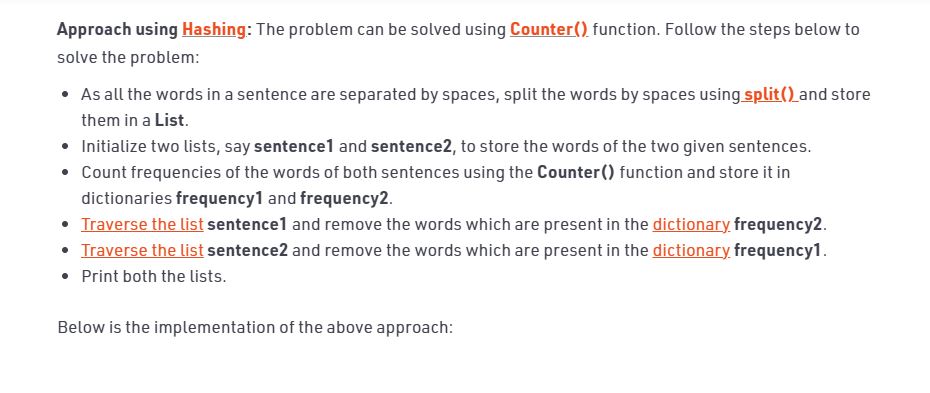 Approach using Hashing: The problem can be solved using Counter() function. Follow the steps below to
solve the problem:
• As all the words in a sentence are separated by spaces, split the words by spaces using split() and store
them in a List.
• Initialize two lists, say sentence1 and sentence2, to store the words of the two given sentences.
• Count frequencies of the words of both sentences using the Counter() function and store it in
dictionaries frequency1 and frequency2.
• Traverse the list sentence1 and remove the words which are present in the dictionary frequency2.
• Traverse the list sentence2 and remove the words which are present in the dictionary frequency1.
• Print both the lists.
Below is the implementation of the above approach: